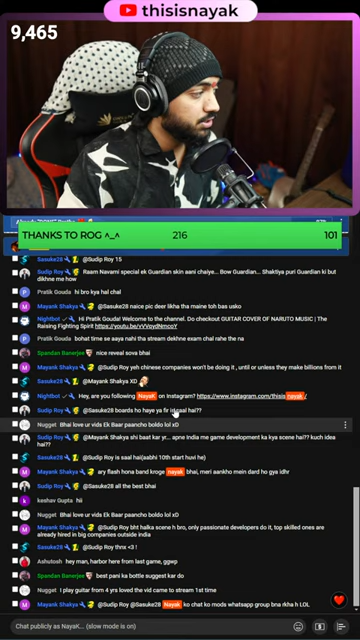 thisisnayak
9,465
THANKS TO ROG ^_^ 216 101
Sasuke28 @Sudip Roy 15
Sudip Roy Raam Navami special ek Guardian skin aani chaiye... Bow Guardian... Shaktiya puri Guardian ki but
dikhne me how
Pratik Gouda hi bro kya hal chal
Mayank Shakya @Sasuke28 naice pic deer likha tha maine toh bas usko
Nightbot Hi Pratik Gouda! Welcome to the channel. Do checkout GUITAR COVER OF NARUTO MUSIC | The
Raising Fighting Spirit
Pratik Gouda bohat time se aaya nahi thi stream dekhne exam chal rahe the na
Spandan Banerjee nice reveal sova bhai
Mayank Shakya @Sudip Roy yeh chinese companies won't be doing it , until or unless they make billions from it
Sasuke28 @Mayank Shakya XD
Nightbot Hey, are you following NayaK on Instagram? https://www.instagram.com/thisisnayak/
Sudip Roy @Sasuke28 boards ho haye ya fir is saal hai??
Nugget Bhai love ur vids Ek Baar paancho boldo lol xD
Sudip Roy @Mayank Shakya shi baat kar yr... apne India me game development ka kya scene hai?? kuch idea
hai??
Sasuke28 @Sudip Roy is saal hai(aabhi 10th start huvi he)
Mayank Shakya ary flash hona band kroge nayak bhai, meri aankho mein dard ho gya idhr
Sudip Roy @Sasuke28 all the best bhai
keshav Gupta hii
Nugget Bhai love ur vids Ek Baar paancho boldo lol xD
Mayank Shakya @Sudip Roy bht halka scene h bro, only passionate developers do it, top skilled ones are
already hired in big companies outside india
Sasuke28 @Sudip Roy thnx <3 !
Ashutosh hey man, harbor here from last game, ggwp
Spandan Banerjee best pani ka bottle suggest kar do
Nugget I play guitar from 4 yrs loved the vid came to stream 1st time
Mayank Shakya @Sudip Roy @Sasuke28 Nayak ko chat ko mods whatsapp group bna rkha h LOL
Chat publicly as NayaK... (slow mode is on)